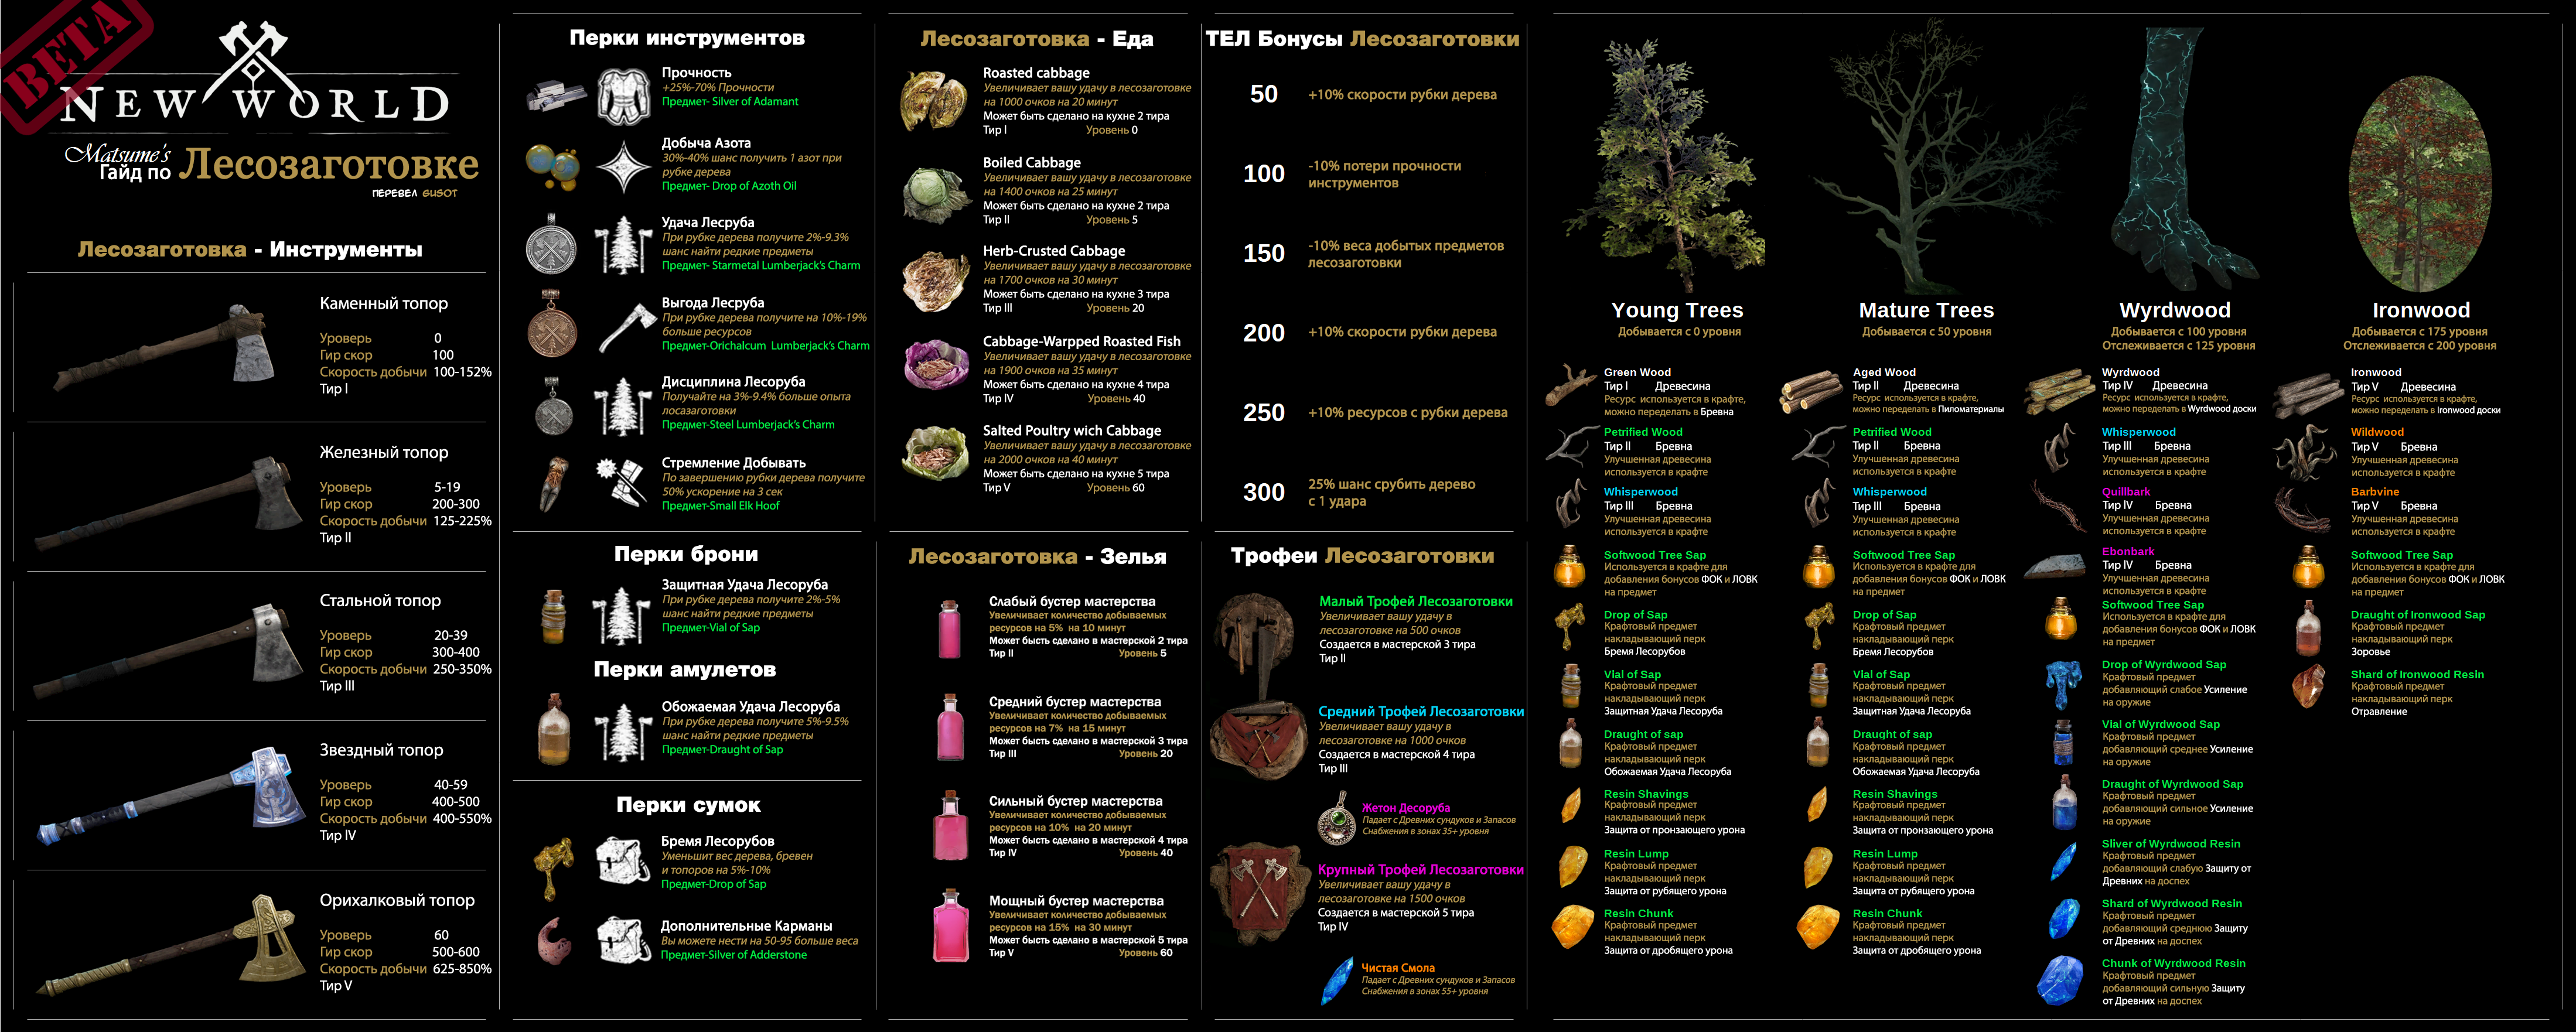 BETA
NEW WORLD
Matsume's
Гайд по Лесозаготовке
ПЕРЕВЕЛ GUSOT
Лесозаготовка - Инструменты
Каменный топор
Уроверь 0
Гир скор 100
Скорость добычи 100-152%
Тир I
Железный топор
Уроверь 5-19
Гир скор 200-300
Скорость добычи 125-225%
Тир II
Стальной топор
Уроверь 20-39
Гир скор 300-400
Скорость добычи 250-350%
Тир III
Звездный топор
Уроверь 40-59
Гир скор 400-500
Скорость добычи 400-550%
Тир IV
Орихалковый топор
Уроверь 60
Гир скор 500-600
Скорость добычи 625-850%
Тир V
Перки инструментов
Прочность
+25%-70% Прочности
Предмет- Silver of Adamant
Добыча Азота
30%-40% шанс получить 1 азот при
рубке дерева
Предмет- Drop of Azoth Oil
Удача Лесруба
При рубке дерева получите 2%-9.3%
шанс найти редкие предметы
Предмет- Starmetal Lumberjack's Charm
Выгода Лесруба
При рубке дерева получите на 10%-19%
больше ресурсов
Предмет-Orichalcum Lumberjack's Charm
Дисциплина Лесоруба
Получайте на 3%-9.4% больше опыта
лосазаготовки
Предмет-Steel Lumberjack's Charm
Стремление Добывать
По завершению рубки дерева получите
50% ускорение на 3 сек
Предмет-Small Elk Hoof
Перки брони
Защитная Удача Лесоруба
При рубке дерева получите 2%-5%
шанс найти редкие предметы
Предмет-Vial of Sap
Перки амулетов
Обожаемая Удача Лесоруба
При рубке дерева получите 5%-9.5%
шанс найти редкие предметы
Предмет-Draught of Sap
Перки сумок
Бремя Лесорубов
Уменьшит вес дерева, бревен
и топоров на 5%-10%
Предмет-Drop of Sap
Дополнительные Карманы
Вы можете нести на 50-95 больше веса
Предмет-Silver of Adderstone
Лесозаготовка - Еда
Roasted cabbage
Увеличивает вашу удачу в лесозаготовке
на 1000 очков на 20 минут
Может быть сделано на кухне 2 тира
Тир I Уровень 0
Boiled Cabbage
Увеличивает вашу удачу в лесозаготовке
на 1400 очков на 25 минут
Может быть сделано на кухне 2 тира
Тир II Уровень 5
Herb-Crusted Cabbage
Увеличивает вашу удачу в лесозаготовке
на 1700 очков на 30 минут
Может быть сделано на кухне 3 тира
Тир III Уровень 20
Cabbage-Warpped Roasted Fish
Увеличивает вашу удачу в лесозаготовке
на 1900 очков на 35 минут
Может быть сделано на кухне 4 тира
Тир IV Уровень 40
Salted Poultry wich Cabbage
Увеличивает вашу удачу в лесозаготовке
на 2000 очков на 40 минут
Может быть сделано на кухне 5 тира
Тир V Уровень 60
Лесозаготовка - Зелья
Слабый бустер мастерства
Увеличивает количество добываемых
ресурсов на 5% на 10 минут
Может бысть сделано в мастерской 2 тира
Тир II Уровень 5
Средний бустер мастерства
Увеличивает количество добываемых
ресурсов на 7% на 15 минут
Может бысть сделано в мастерской 3 тира
Тир III Уровень 20
Сильный бустер мастерства
Увеличивает количество добываемых
ресурсов на 10% на 20 минут
Может бысть сделано в мастерской 4 тира
Тир IV Уровень 40
Мощный бустер мастерства
Увеличивает количество добываемых
ресурсов на 15% на 30 минут
Может бысть сделано в мастерской 5 тира
Тир V Уровень 60
ТЕЛ Бонусы Лесозаготовки
50 +10% скорости рубки дерева
100 -10% потери прочности
инструментов
150 -10% веса добытых предметов
лесозаготовки
200 +10% скорости рубки дерева
250 +10% ресурсов с рубки дерева
300 25% шанс срубить дерево
с 1 удара
Трофеи Лесозаготовки
Малый Трофей Лесозаготовки
Увеличивает вашу удачу в
лесозаготовке на 500 очков
Создается в мастерской 3 тира
Тир II
Средний Трофей Лесозаготовки
Увеличивает вашу удачу в
лесозаготовке на 1000 очков
Создается в мастерской 4 тира
Тир III
Жетон Десоруба
Падает с Древних сундуков и Запасов
Снабжения в зонах 35+ уровня
Крупный Трофей Лесозаготовки
Увеличивает вашу удачу в
лесозаготовке на 1500 очков
Создается в мастерской 5 тира
Тир IV
Чистая Смола
Падает с Древних сундуков и Запасов
Снабжения в зонах 55+ уровня
Young Trees
Добывается с 0 уровня
Green Wood
Тир I Древесина
Ресурс используется в крафте,
можно переделать в Бревна
Petrified Wood
Тир II Бревна
Улучшенная древесина
используется в крафте
Whisperwood
Тир III Бревна
Улучшенная древесина
используется в крафте
Softwood Tree Sap
Используется в крафте для
добавления бонусов ФОК и ЛОВК
на предмет
Drop of Sap
Крафтовый предмет
накладывающий перк
Бремя Лесорубов
Vial of Sap
Крафтовый предмет
накладывающий перк
Защитная Удача Лесоруба
Draught of sap
Крафтовый предмет
накладывающий перк
Обожаемая Удача Лесоруба
Resin Shavings
Крафтовый предмет
накладывающий перк
Защита от пронзающего урона
Resin Lump
Крафтовый предмет
накладывающий перк
Защита от рубящего урона
Resin Chunk
Крафтовый предмет
накладывающий перк
Защита от дробящего урона
Mature Trees
Добывается с 50 уровня
Aged Wood
Тир II Древесина
Ресурс используется в крафте,
можно переделать в Пиломатериалы
Petrified Wood
Тир II Бревна
Улучшенная древесина
используется в крафте
Whisperwood
Тир III Бревна
Улучшенная древесина
используется в крафте
Softwood Tree Sap
Используется в крафте для
добавления бонусов ФОК и ЛОВК
на предмет
Drop of Sap
Крафтовый предмет
накладывающий перк
Бремя Лесорубов
Vial of Sap
Крафтовый предмет
накладывающий перк
Защитная Удача Лесоруба
Draught of sap
Крафтовый предмет
накладывающий перк
Обожаемая Удача Лесоруба
Resin Shavings
Крафтовый предмет
накладывающий перк
Защита от пронзающего урона
Resin Lump
Крафтовый предмет
накладывающий перк
Защита от рубящего урона
Resin Chunk
Крафтовый предмет
накладывающий перк
Защита от дробящего урона
Wyrdwood
Добывается с 100 уровня
Отслеживается с 125 уровня
Wyrdwood
Тир IV Древесина
Ресурс используется в крафте,
можно переделать в Wyrdwood доски
Whisperwood
Тир III Бревна
Улучшенная древесина
используется в крафте
Quillbark
Тир IV Бревна
Улучшенная древесина
используется в крафте
Ebonbark
Тир IV Бревна
Улучшенная древесина
используется в крафте
Softwood Tree Sap
Используется в крафте для
добавления бонусов ФОК и ЛОВК
на предмет
Drop of Wyrdwood Sap
Крафтовый предмет
добавляющий слабое Усиление
на оружие
Vial of Wyrdwood Sap
Крафтовый предмет
добавляющий среднее Усиление
на оружие
Draught of Wyrdwood Sap
Крафтовый предмет
добавляющий сильное Усиление
на оружие
Sliver of Wyrdwood Resin
Крафтовый предмет
добавляющий слабую Защиту от
Древних на доспех
Shard of Wyrdwood Resin
Крафтовый предмет
добавляющий среднюю Защиту
от Древних на доспех
Chunk of Wyrdwood Resin
Крафтовый предмет
добавляющий сильную Защиту
от Древних на доспех
Ironwood
Добывается с 175 уровня
Отслеживается с 200 уровня
Ironwood
Тир V Древесина
Ресурс используется в крафте,
можно переделать в Ironwood доски
Wildwood
Тир V Бревна
Улучшенная древесина
используется в крафте
Barbvine
Тир V Бревна
Улучшенная древесина
используется в крафте
Softwood Tree Sap
Используется в крафте для
добавления бонусов ФОК и ЛОВК
на предмет
Draught of Ironwood Sap
Крафтовый предмет
накладывающий перк
Зоровье
Shard of Ironwood Resin
Крафтовый предмет
накладывающий перк
Отравление